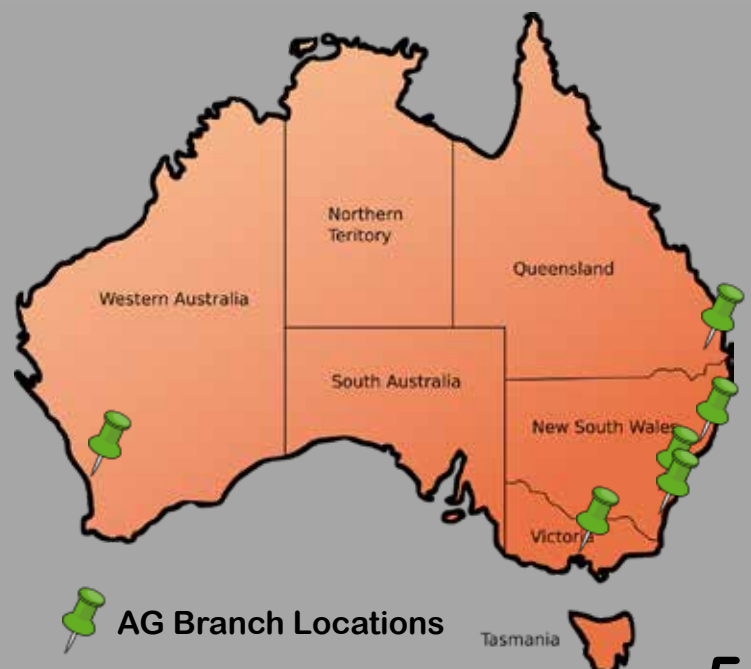 Northern
Teritory
Queensland
Western Australia
South Australia
New South Wales
Victoria
AG Branch Locations
Tasmania